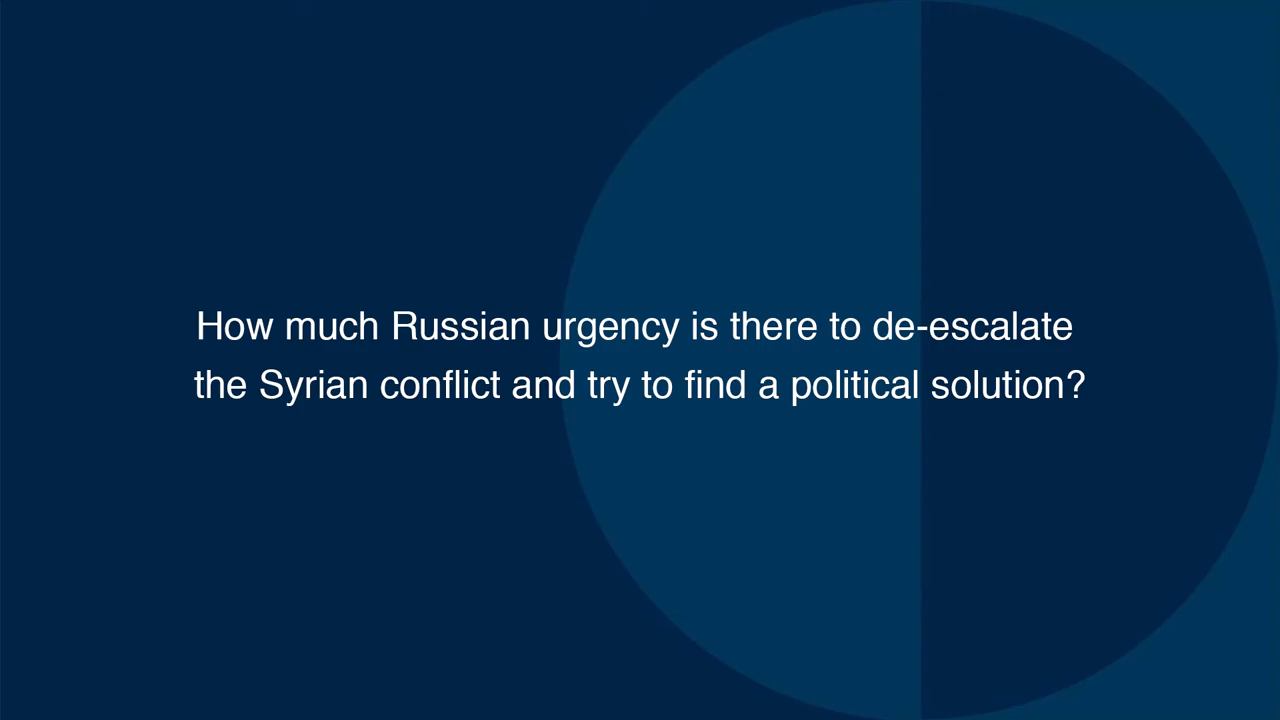 How much Russian urgency is there to de-escalate
the Syrian conflict and try to find a political solution?